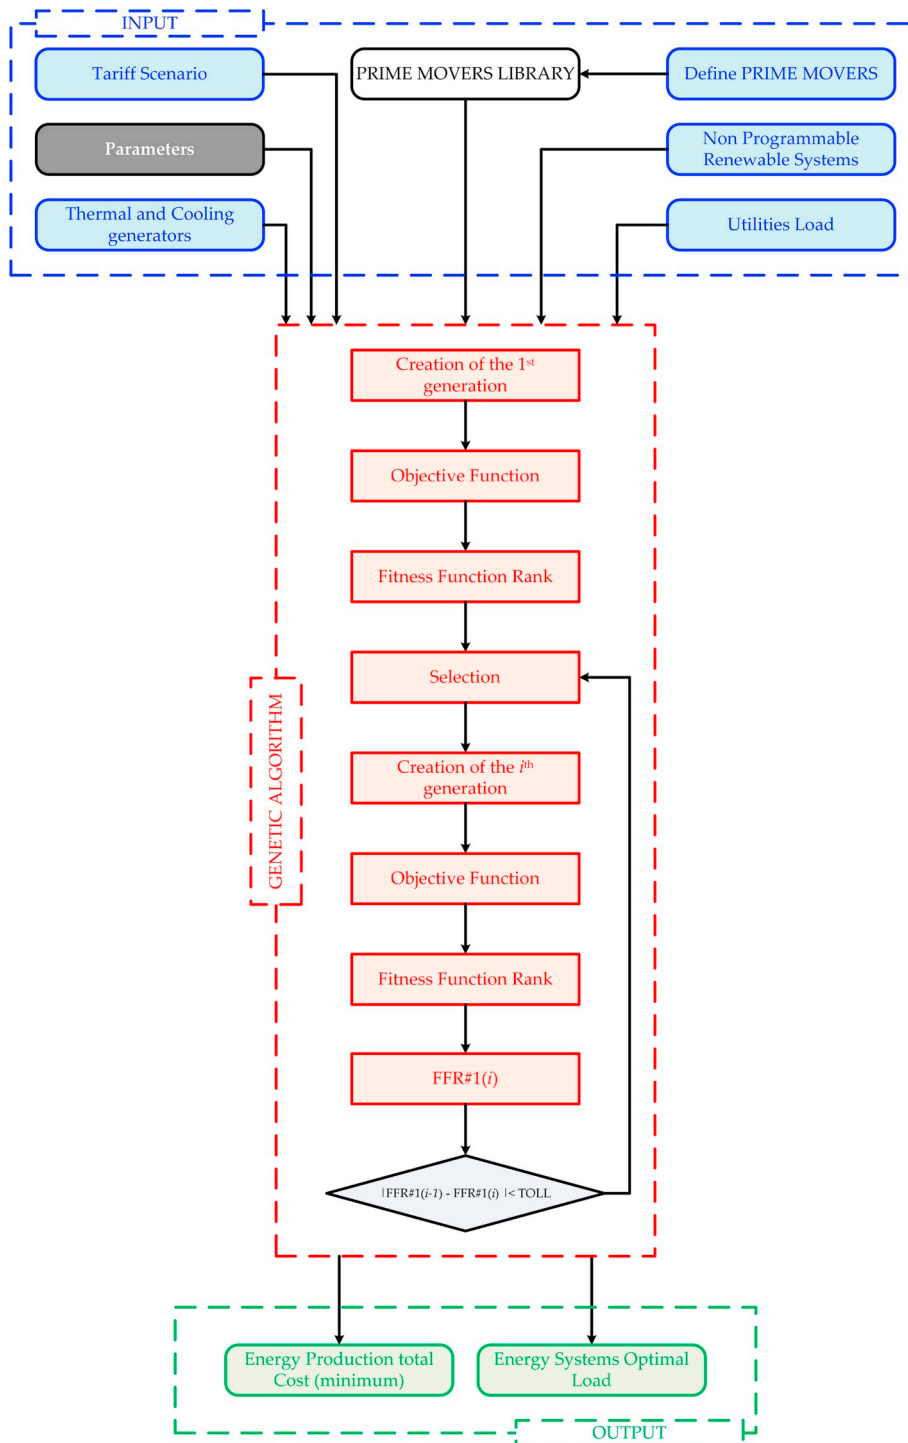 INPUT
Tariff Scenario
PRIME MOVERS LIBRARY
Define PRIME MOVERS
Parameters
Non Programmable
Renewable Systems
Thermal and Cooling
generators
Utilities Load
Creation of the 1st
generation
Objective Function
Fitness Function Rank
Selection
GENETIC ALGORITHM
Creation of the ith
generation
Objective Function
Fitness Function Rank
FFR#1(i)
|FFR#1(i-1) - FFR#1(i) |< TOLL
Energy Production total
Cost (minimum)
Energy Systems Optimal
Load
OUTPUT